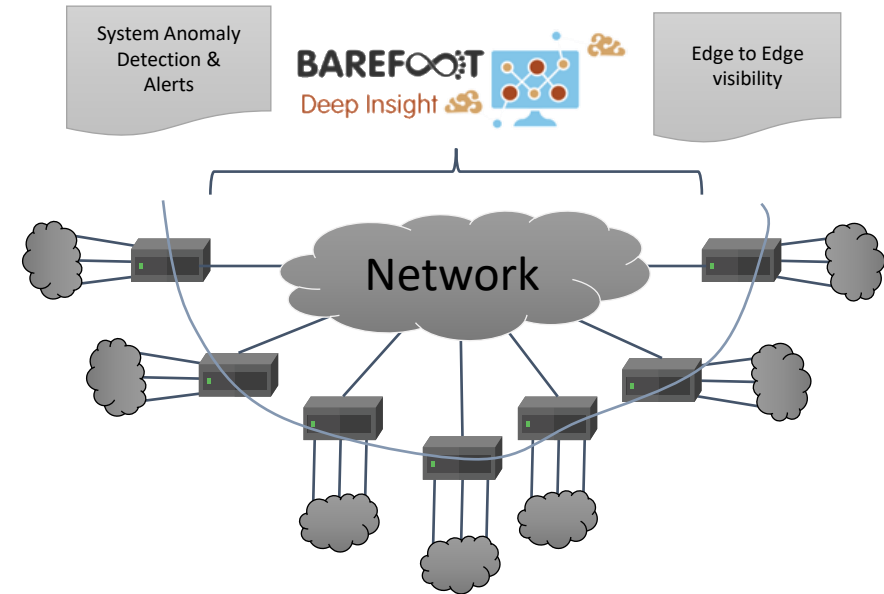 System Anomaly
Detection &
Alerts
BAREFOOT
Deep Insight
Edge to Edge
visibility
Network